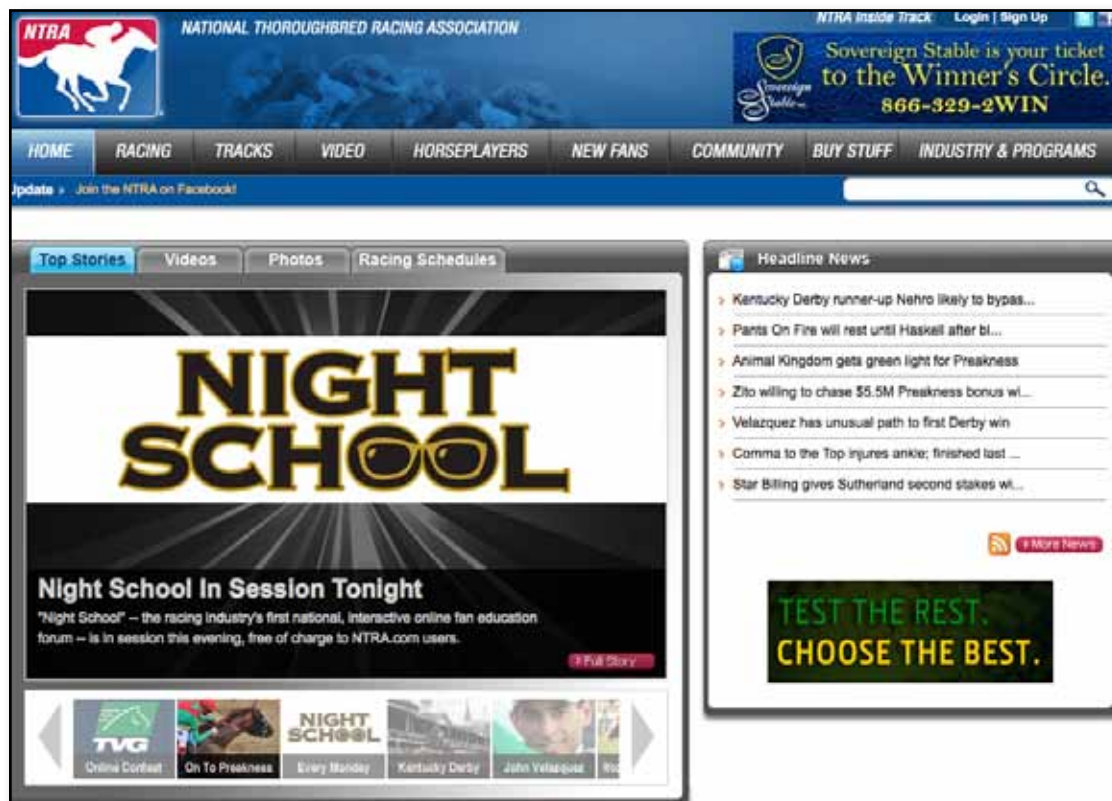 NTRA
NATIONAL THOROUGHBRED RACING ASSOCIATION
NTRA Inside Track Login | Sign Up
Sovereign Stable
Sovereign Stable is your ticket
to the Winner's Circle.
866-329-2WIN
HOME RACING TRACKS VIDEO HORSEPLAYERS NEW FANS COMMUNITY BUY STUFF INDUSTRY & PROGRAMS
Update » Join the NTRA on Facebook!
Top Stories Videos Photos Racing Schedules
NIGHT
SCHOOL
Night School In Session Tonight
"Night School" -- the racing industry's first national, interactive online fan education
forum -- is in session this evening, free of charge to NTRA.com users.
Full Story
TVG
NIGHT
SCHOOL
Online Contest On To Preakness Every Monday Kentucky Derby John Velazquez
Headline News
Kentucky Derby runner-up Nehro likely to bypas...
Pants On Fire will rest until Haskell after bl...
Animal Kingdom gets green light for Preakness
Zito willing to chase $5.5M Preakness bonus wi...
Velazquez has unusual path to first Derby win
Comma to the Top injures ankle; finished last ...
Star Billing gives Sutherland second stakes wi...
More News
TEST THE REST.
CHOOSE THE BEST.